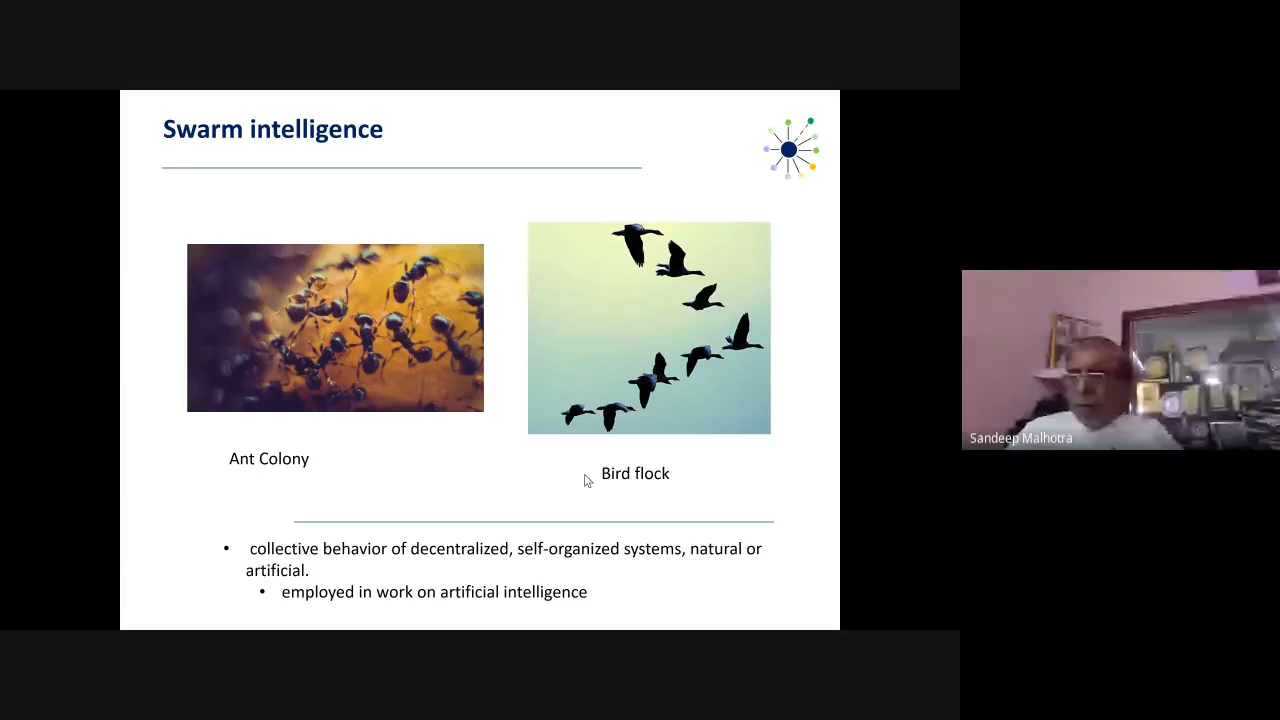 Swarm intelligence
Ant Colony
Bird flock
• collective behavior of decentralized, self-organized systems, natural or
artificial.
• employed in work on artificial intelligence
Sandeep Malhotra